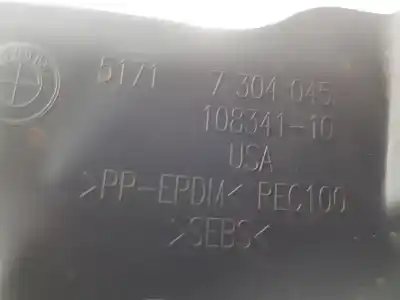 5171 7 304 045
108341-10
USA
>PP-EPDM< REC100
>SEBS<